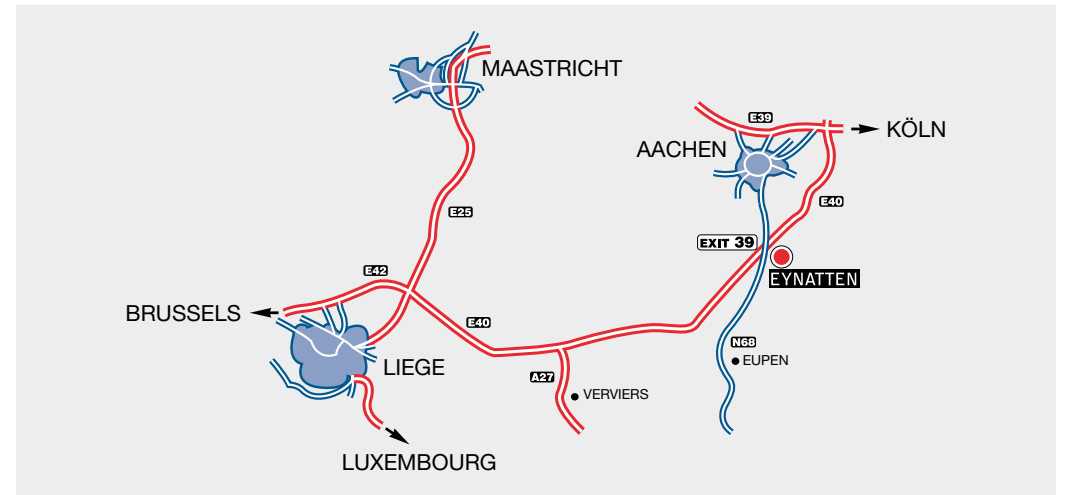 MAASTRICHT
E39
KÖLN
AACHEN
E40
E25
EXIT 39
E42
EYNATTEN
BRUSSELS
E40
N68
EUPEN
LIEGE
A27
VERVIERS
LUXEMBOURG